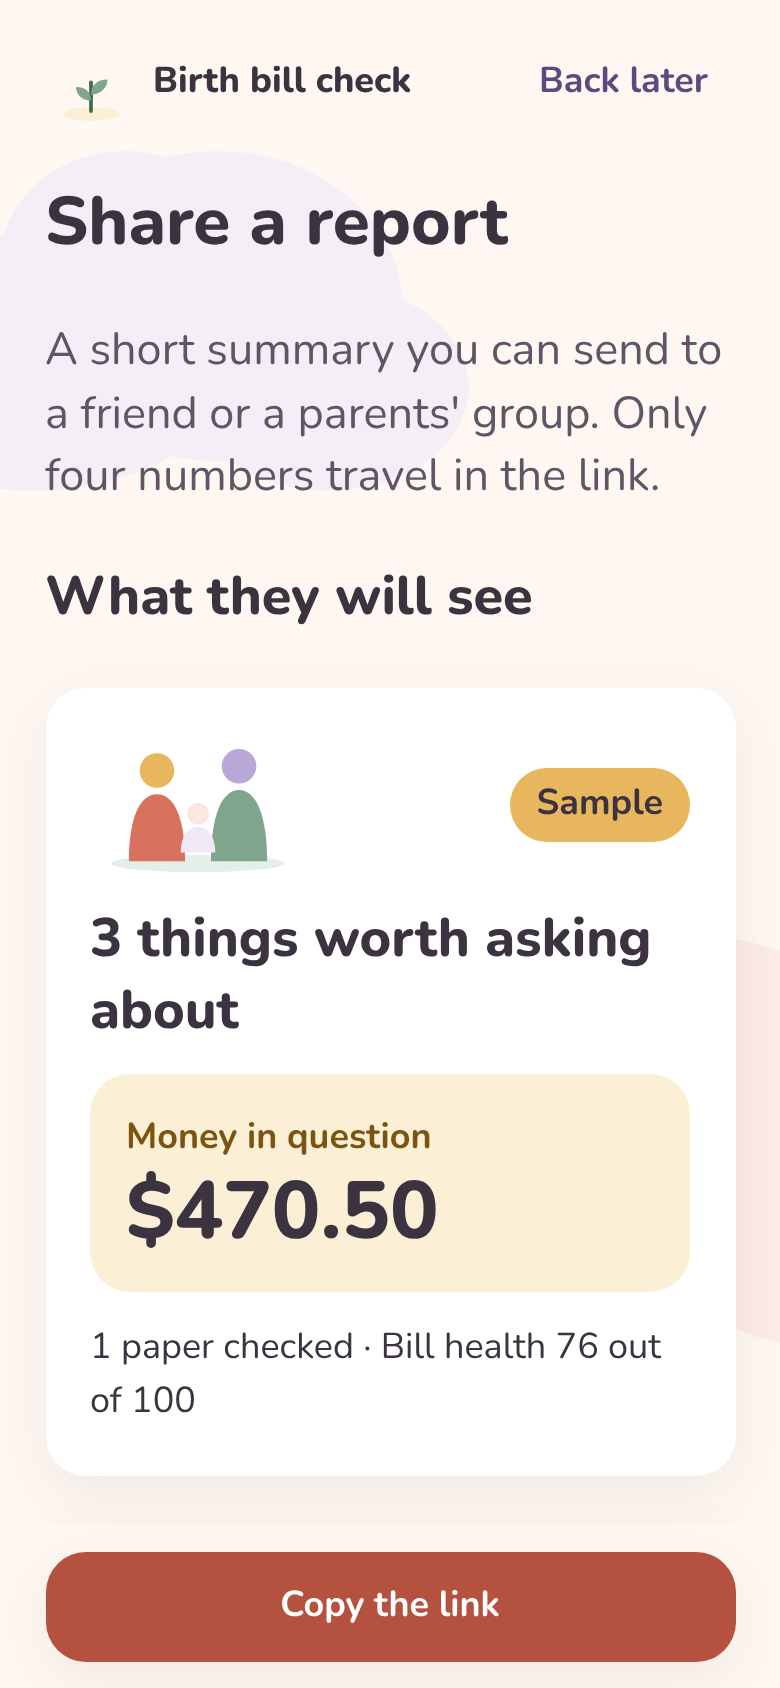 Birth bill check
Back later
Share a report
A short summary you can send to
a friend or a parents' group. Only
four numbers travel in the link.
What they will see
Sample
3 things worth asking
about
Money in question
$470.50
1 paper checked · Bill health 76 out
of 100
Copy the link